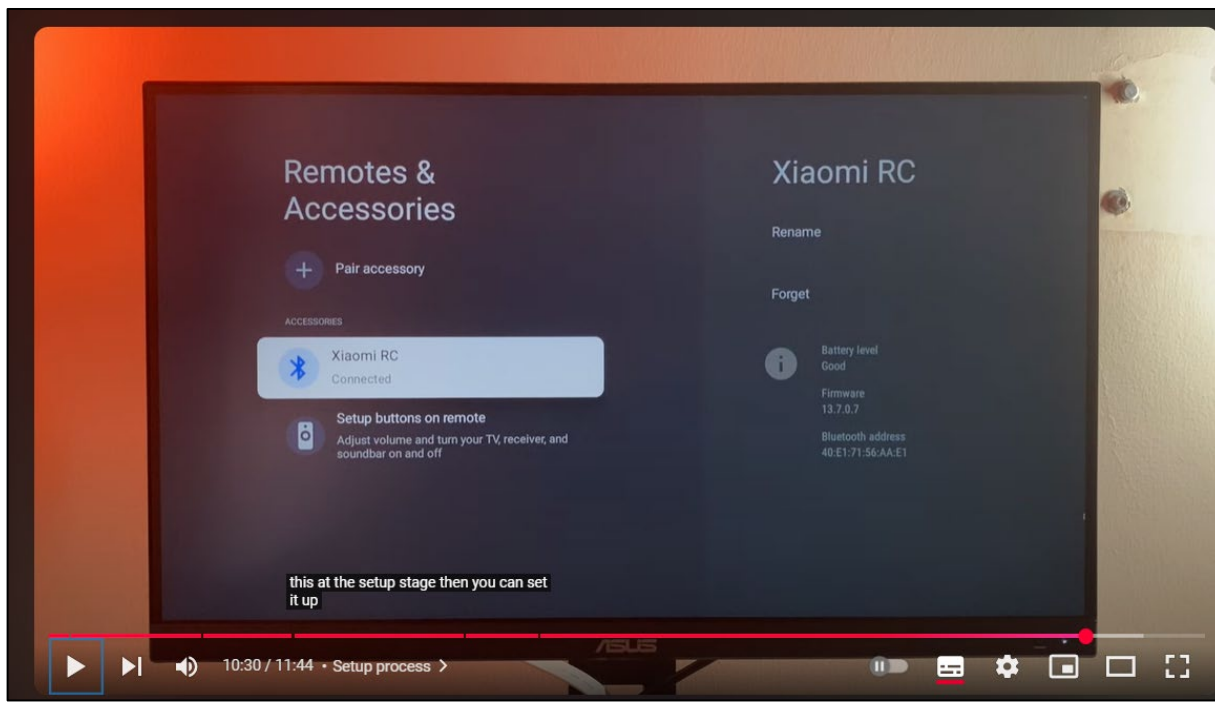 Remotes &
Accessories
Pair accessory
ACCESSORIES
Xiaomi RC
Connected
Setup buttons on remote
Adjust volume and turn your TV, receiver, and
soundbar on and off
Xiaomi RC
Rename
Forget
Battery level
Good
Firmware
13.7.0.7
Bluetooth address
40:E1:71:56:AA:E1
this at the setup stage then you can set
it up
ASUS
10:30 / 11:44 • Setup process >